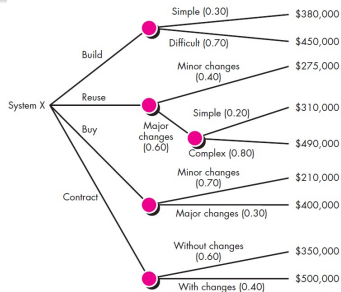 Simple (0.30)
$380,000
Difficult (0.70)
$450,000
Build
Minor changes
(0.40)
$275,000
System X
Reuse
Simple (0.20)
$310,000
Buy
Major
changes
(0.60)
Complex (0.80)
$490,000
Minor changes
(0.70)
$210,000
Contract
Major changes (0.30)
$400,000
Without changes
(0.60)
$350,000
With changes (0.40)
$500,000